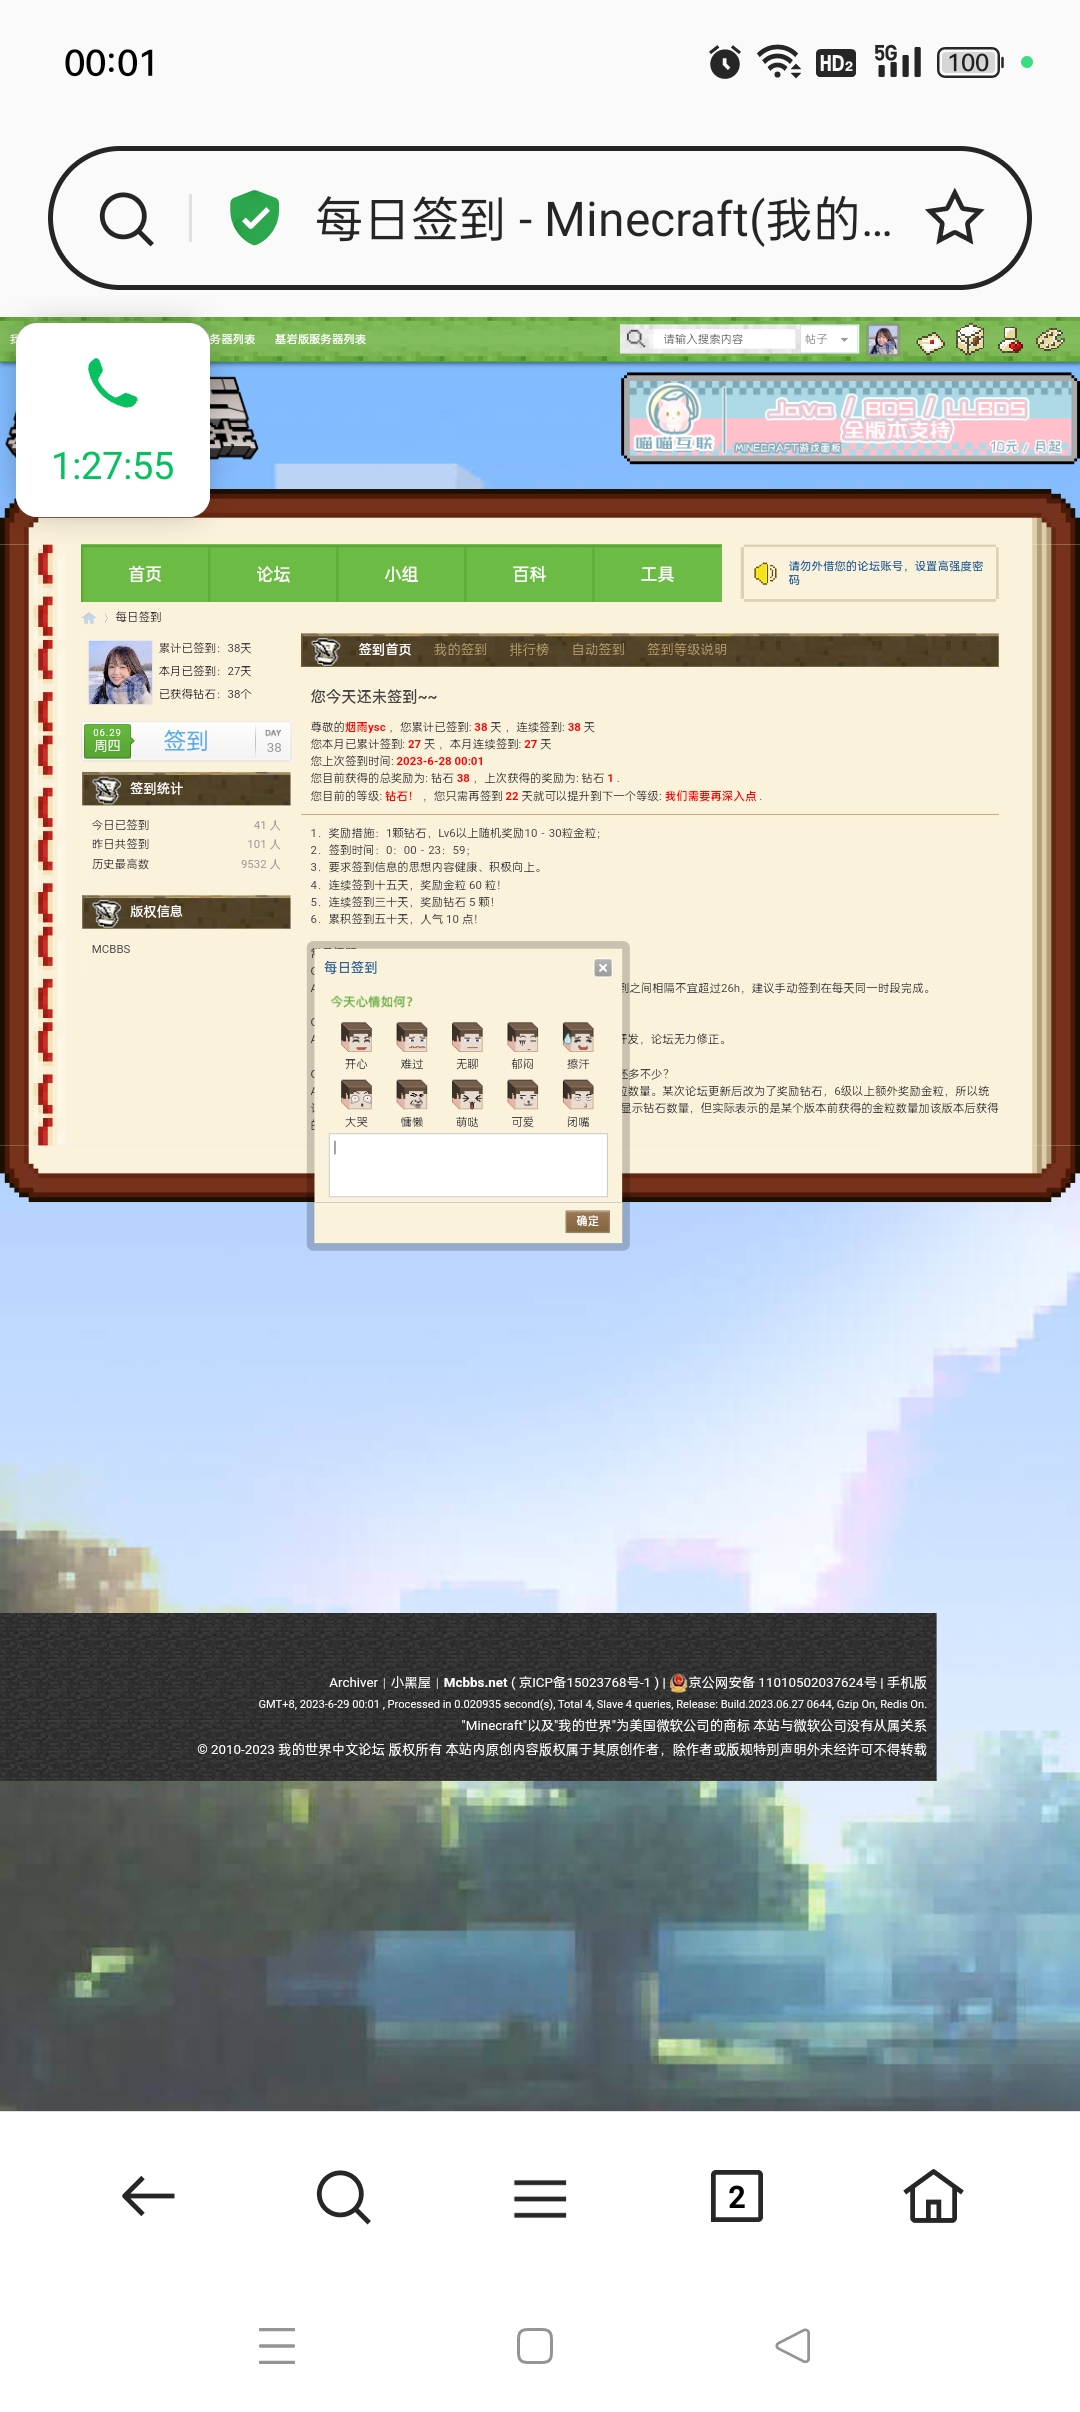 00:01
HD2 5G 100
每日签到 - Minecraft(我的...
1:27:55
务器列表 基岩版服务器列表
请输入搜索内容 帖子
喵喵互联
MINECRAFT游戏面板
Java / BDS / LLBDS
全版本支持
10元 / 月起
首页 论坛 小组 百科 工具
请勿外借您的论坛账号，设置高强度密码
每日签到
累计已签到：38天
本月已签到：27天
已获得钻石：38个
06.29
周四
签到
DAY
38
签到统计
今日已签到 41 人
昨日共签到 101 人
历史最高数 9532 人
版权信息
MCBBS
签到首页 我的签到 排行榜 自动签到 签到等级说明
您今天还未签到~~
尊敬的烟雨ysc ，您累计已签到: 38 天 ，连续签到: 38 天
您本月已累计签到: 27 天 ，本月连续签到: 27 天
您上次签到时间: 2023-6-28 00:01
您目前获得的总奖励为: 钻石 38 ，上次获得的奖励为: 钻石 1 .
您目前的等级: 钻石！ ，您只需再签到 22 天就可以提升到下一个等级: 我们需要再深入点 .
1. 奖励措施：1颗钻石，Lv6以上随机奖励10 - 30粒金粒；
2. 签到时间：0：00 - 23：59；
3. 要求签到信息的思想内容健康、积极向上。
4. 连续签到十五天，奖励金粒 60 粒！
5. 连续签到三十天，奖励钻石 5 颗！
6. 累积签到五十天，人气 10 点！
到之间相隔不宜超过26h，建议手动签到在每天同一时段完成。
开发，论坛无力修正。
还多不少？
粒数量。某次论坛更新后改为了奖励钻石，6级以上额外奖励金粒，所以统
显示钻石数量，但实际表示的是某个版本前获得的金粒数量加该版本后获得
每日签到
今天心情如何?
开心 难过 无聊 郁闷 擦汗
大哭 慵懒 萌哒 可爱 闭嘴
确定
Archiver | 小黑屋 | Mcbbs.net ( 京ICP备15023768号-1 ) | 京公网安备 11010502037624号 | 手机版
GMT+8, 2023-6-29 00:01 , Processed in 0.020935 second(s), Total 4, Slave 4 queries, Release: Build.2023.06.27 0644, Gzip On, Redis On.
"Minecraft"以及"我的世界"为美国微软公司的商标 本站与微软公司没有从属关系
© 2010-2023 我的世界中文论坛 版权所有 本站内原创内容版权属于其原创作者，除作者或版规特别声明外未经许可不得转载
2